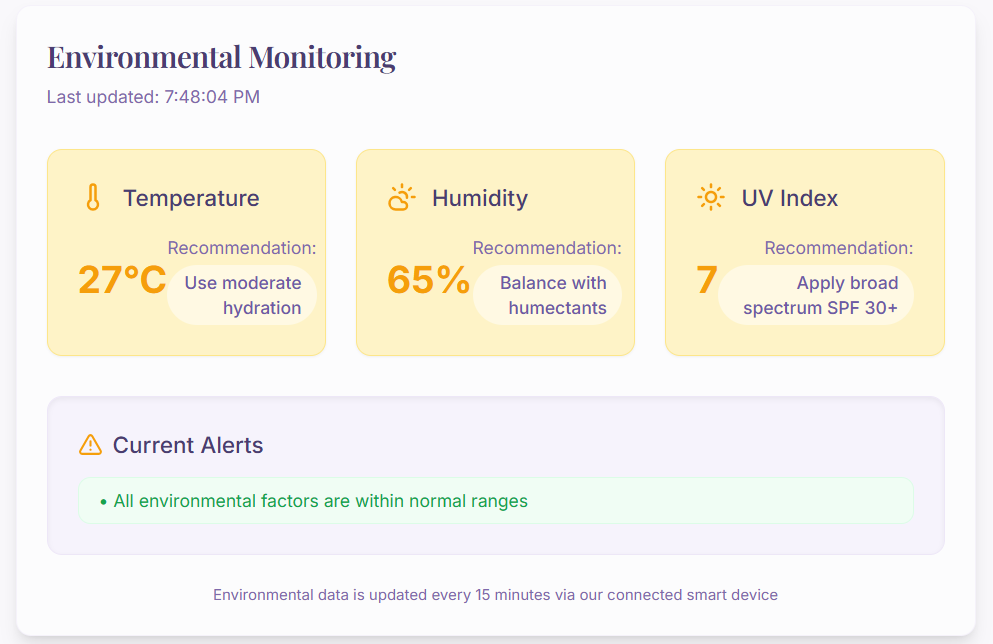 Environmental Monitoring
Last updated: 7:48:04 PM
Temperature
Recommendation:
27°C
Use moderate
hydration
Humidity
Recommendation:
65%
Balance with
humectants
UV Index
Recommendation:
7
Apply broad
spectrum SPF 30+
Current Alerts
• All environmental factors are within normal ranges
Environmental data is updated every 15 minutes via our connected smart device